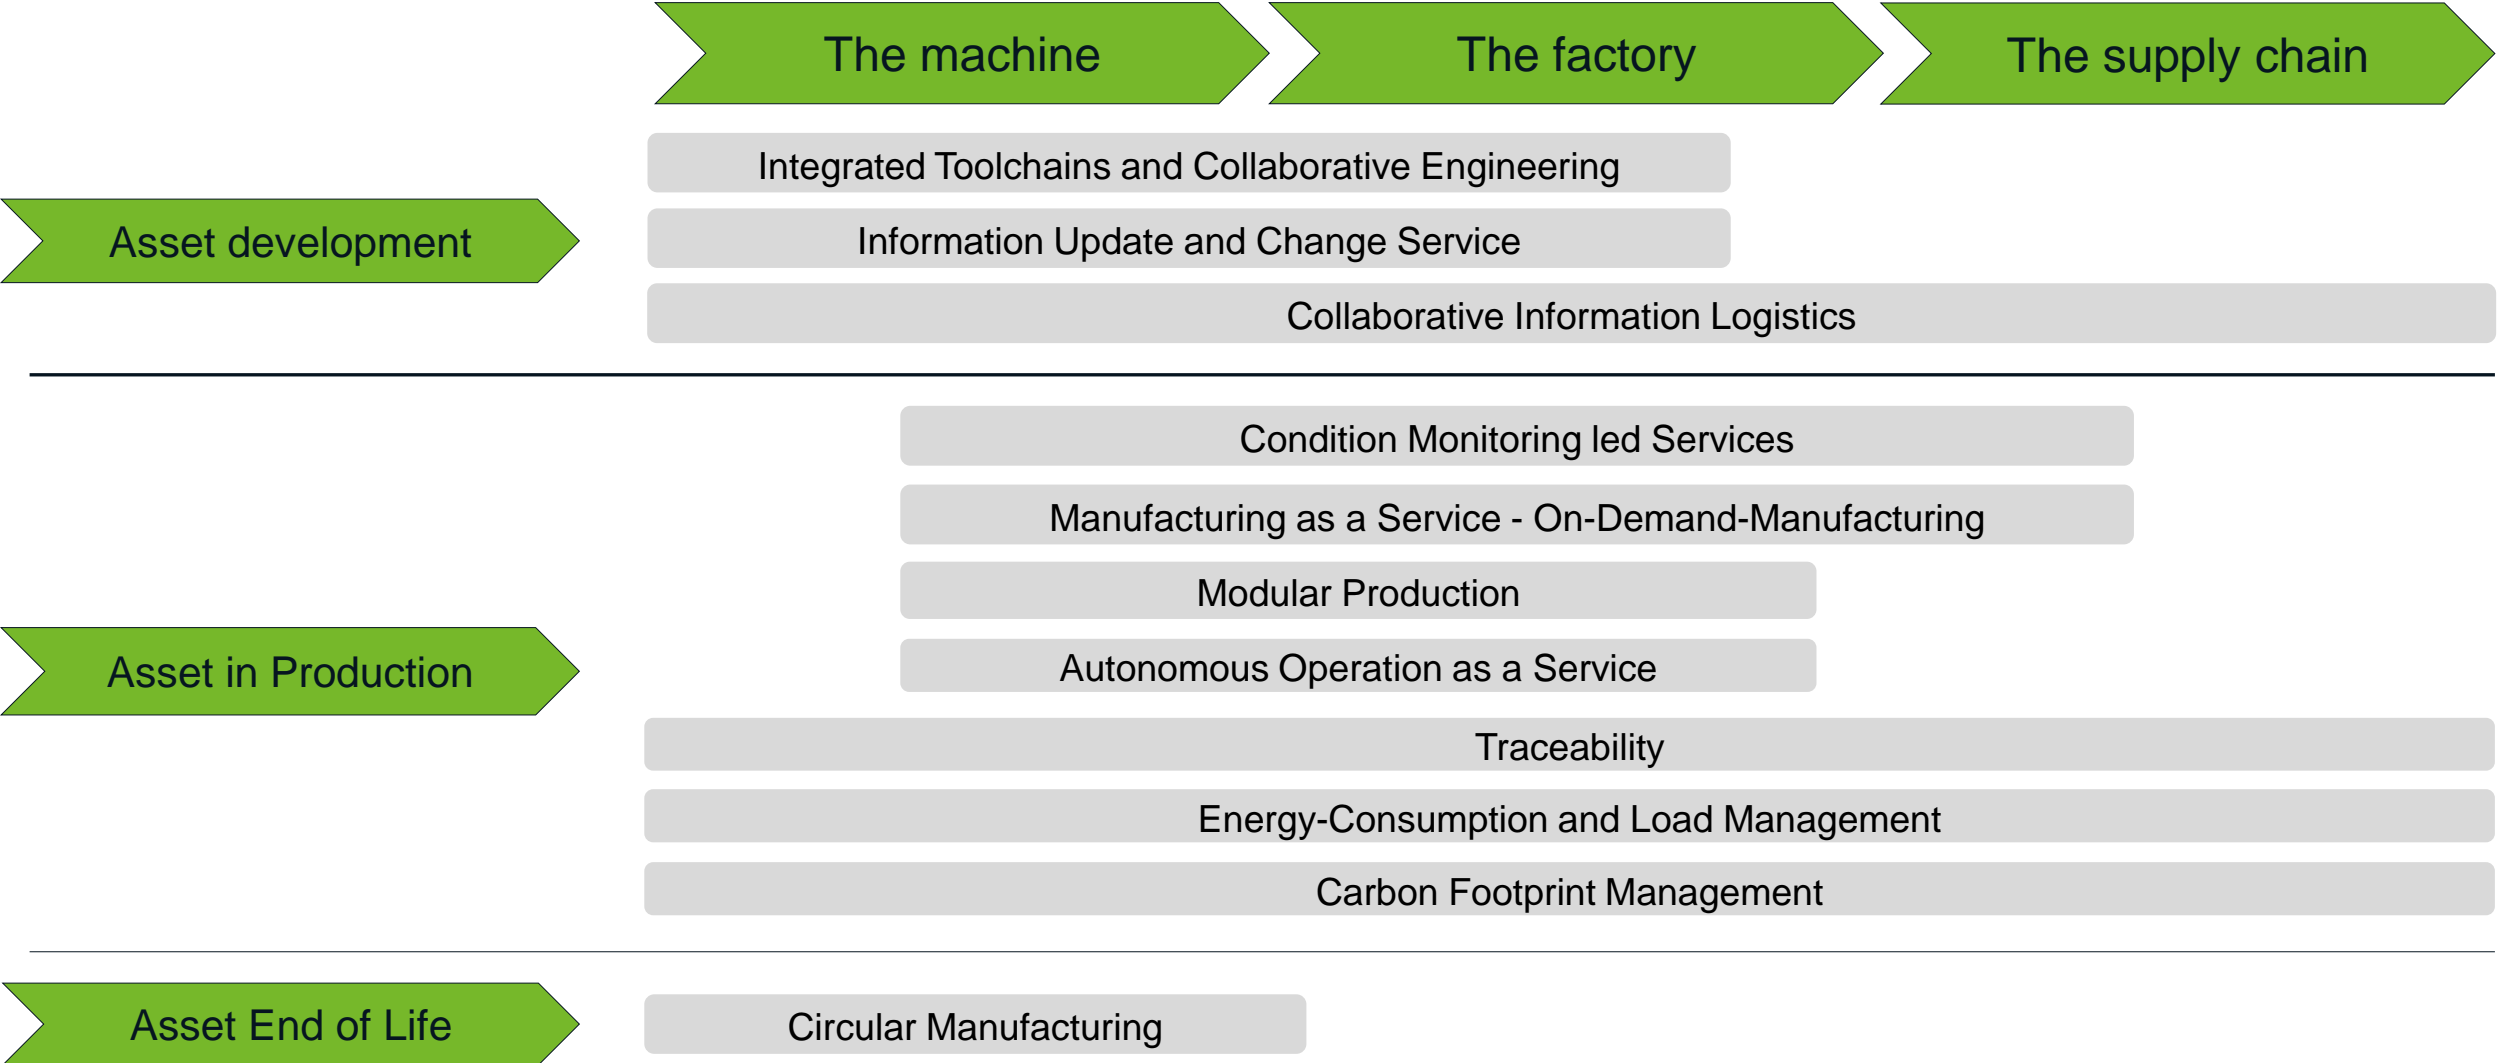 The machine
The factory
The supply chain
Integrated Toolchains and Collaborative Engineering
Asset development
Information Update and Change Service
Collaborative Information Logistics
Condition Monitoring led Services
Manufacturing as a Service - On-Demand-Manufacturing
Modular Production
Asset in Production
Autonomous Operation as a Service
Traceability
Energy-Consumption and Load Management
Carbon Footprint Management
Asset End of Life
Circular Manufacturing